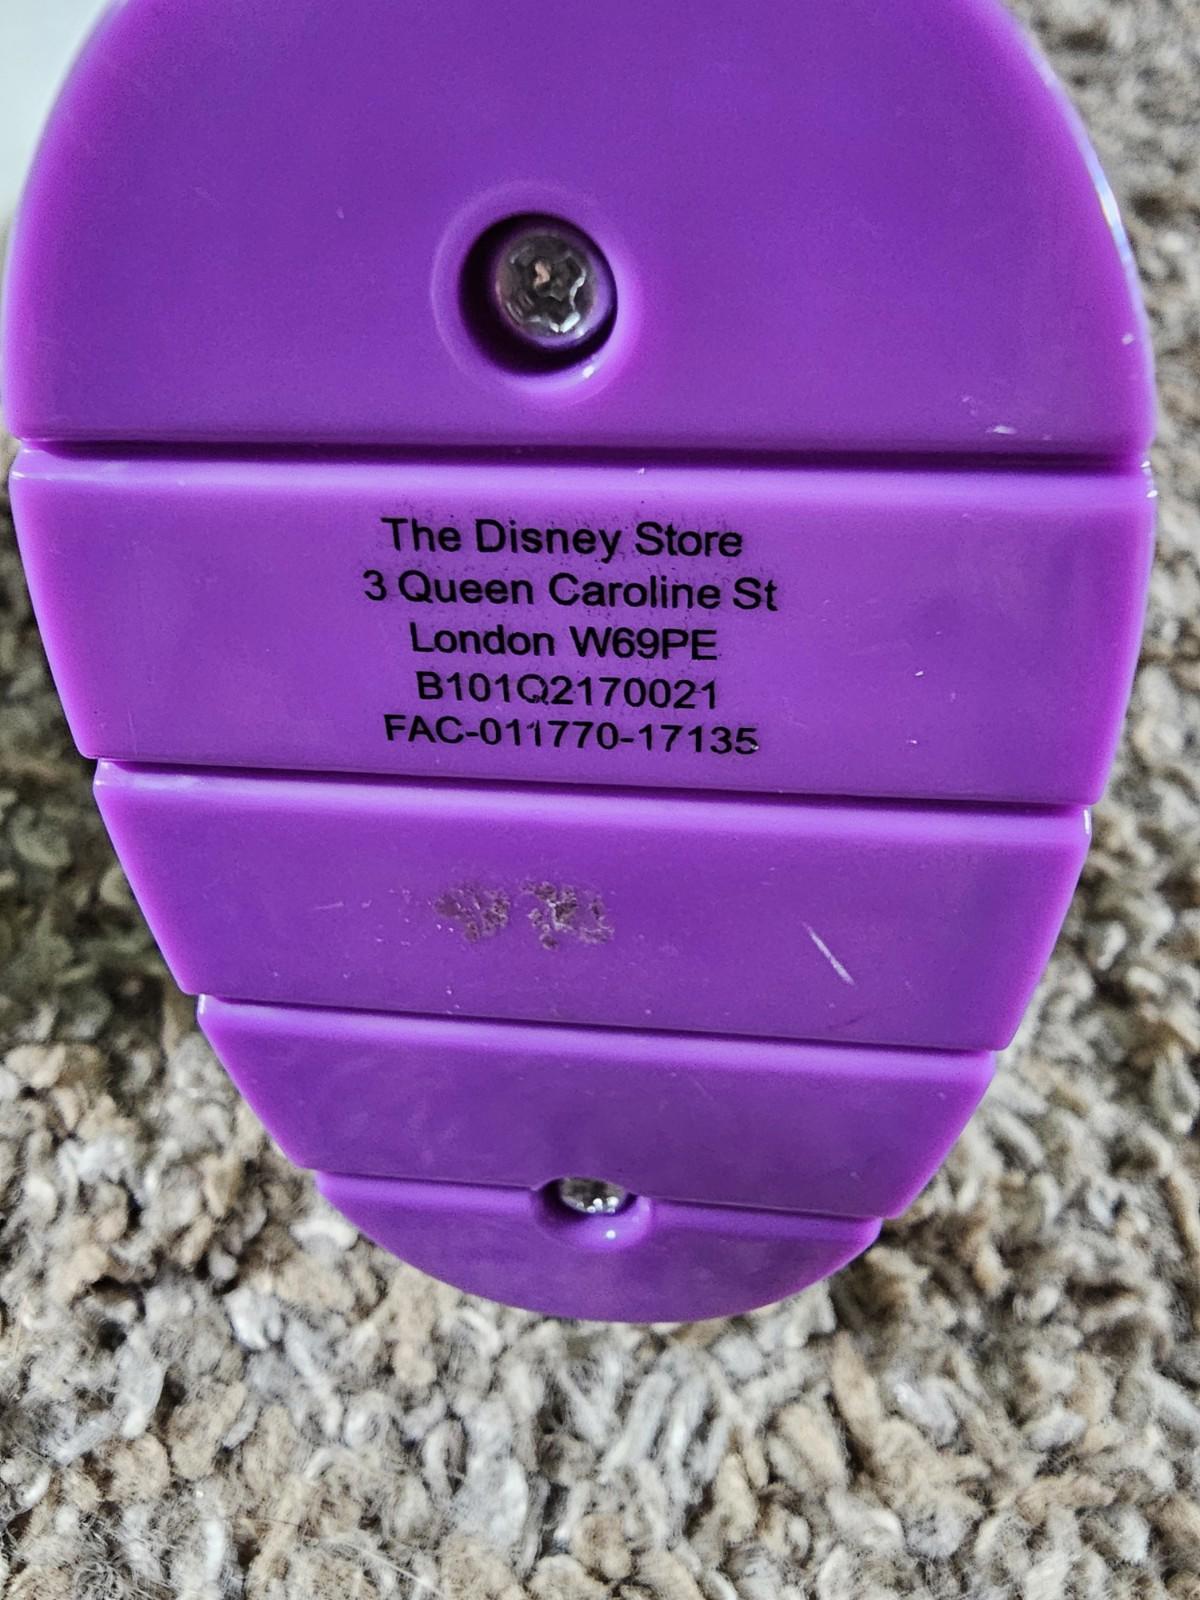 The Disney Store
3 Queen Caroline St
London W69PE
B101Q2170021
FAC-011770-17135